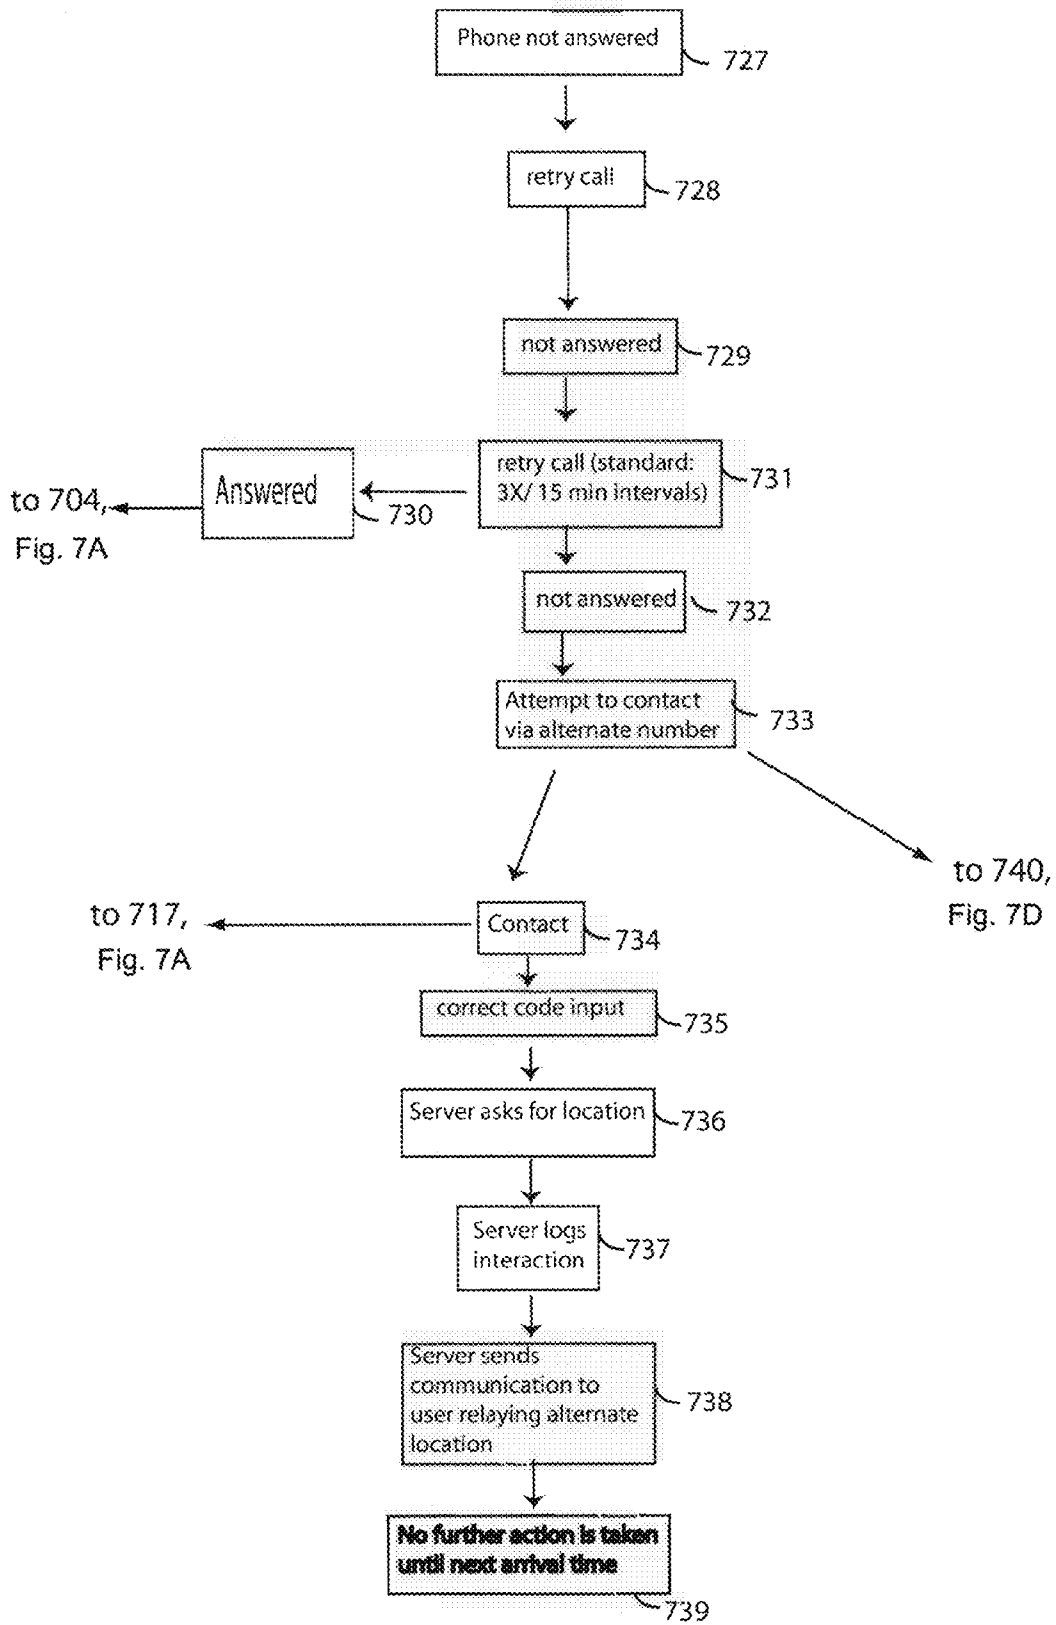 Phone not answered
727
retry call
728
not answered
729
retry call (standard:
3X/ 15 min intervals)
731
Answered
730
to 704,
Fig. 7A
not answered
732
Attempt to contact
via alternate number
733
to 740,
Fig. 7D
Contact
734
to 717,
Fig. 7A
correct code input
735
Server asks for location
736
Server logs
interaction
737
Server sends
communication to
user relaying alternate
location
738
No further action is taken
until next arrival time
739